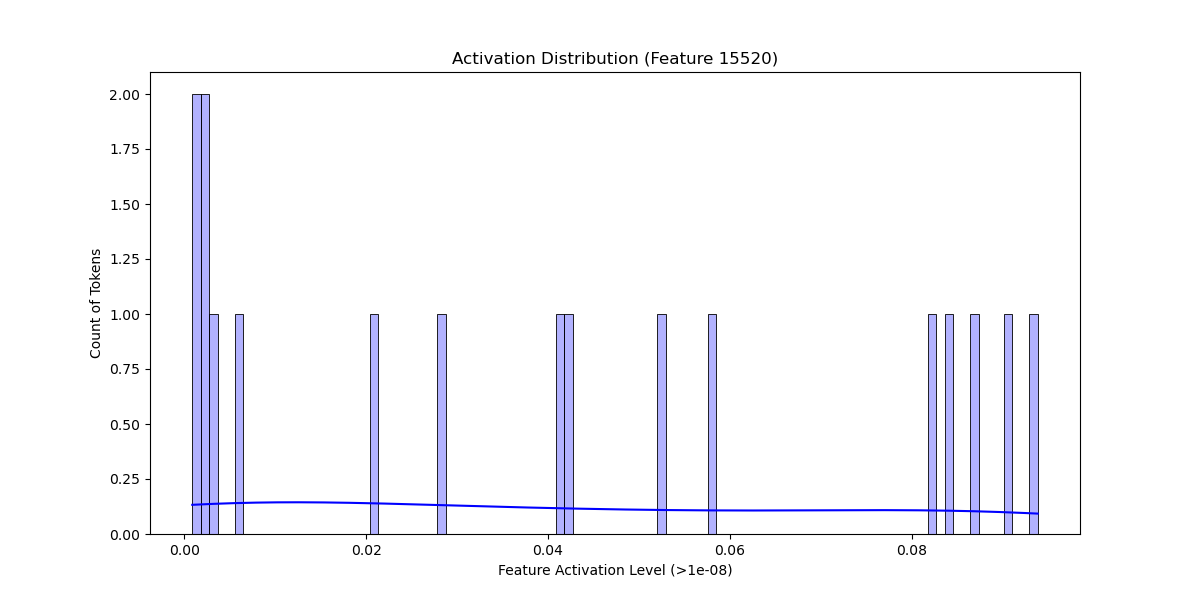 Activation Distribution (Feature 15520)
Count of Tokens
2.00
1.75
1.50
1.25
1.00
0.75
0.50
0.25
0.00
0.00 0.02 0.04 0.06 0.08
Feature Activation Level (>1e-08)